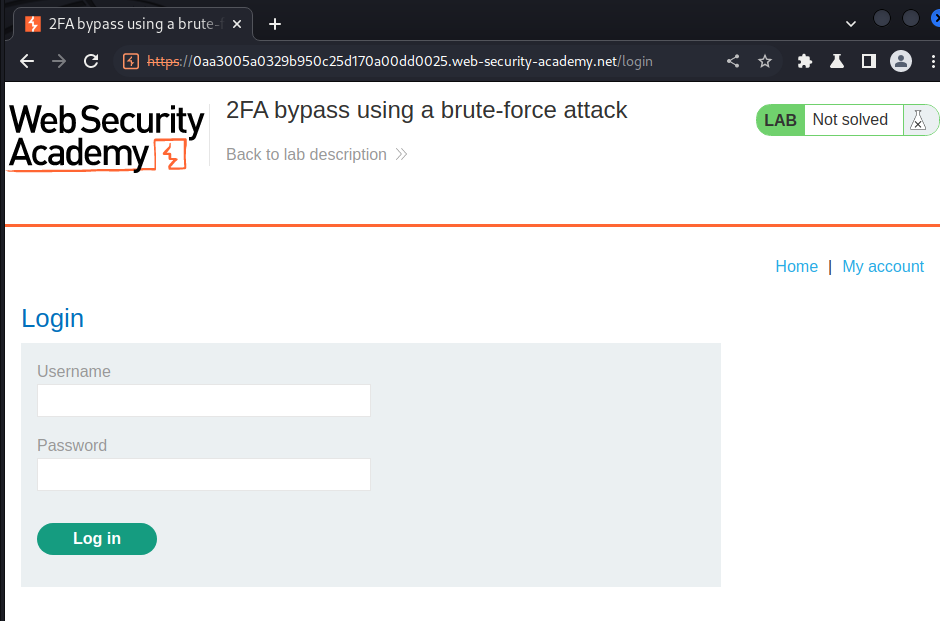 2FA bypass using a brute-f
https://0aa3005a0329b950c25d170a00dd0025.web-security-academy.net/login
Web Security
Academy
2FA bypass using a brute-force attack
Back to lab description
LAB Not solved
Home | My account
Login
Username
Password
Log in